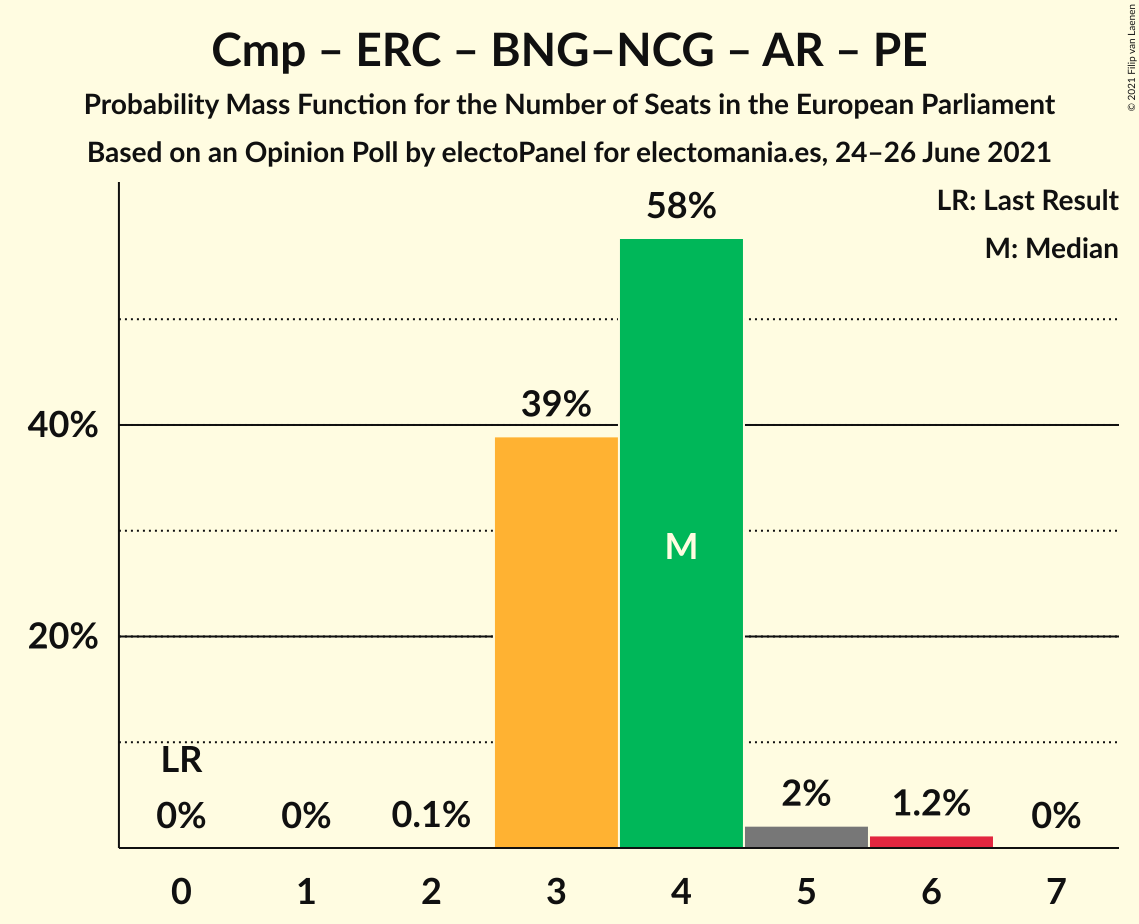 Cmp – ERC – BNG–NCG – AR – PE
Probability Mass Function for the Number of Seats in the European Parliament
Based on an Opinion Poll by electoPanel for electomania.es, 24–26 June 2021
© 2021 Filip van Laenen
LR: Last Result
M: Median
58%
39%
40%
M
20%
LR
0%
0%
0.1%
2%
1.2%
0%
0
1
2
3
4
5
6
7